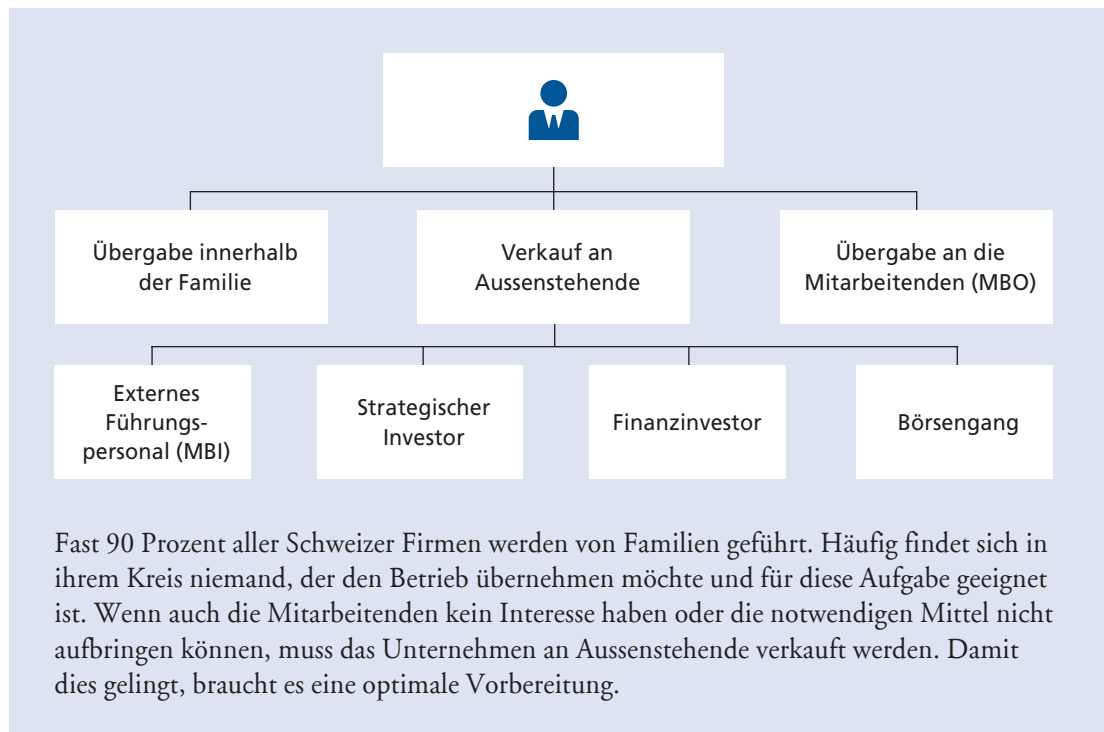 Übergabe innerhalb
der Familie
Verkauf an
Aussenstehende
Übergabe an die
Mitarbeitenden (MBO)
Externes
Führungs-
personal (MBI)
Strategischer
Investor
Finanzinvestor
Börsengang
Fast 90 Prozent aller Schweizer Firmen werden von Familien geführt. Häufig findet sich in
ihrem Kreis niemand, der den Betrieb übernehmen möchte und für diese Aufgabe geeignet
ist. Wenn auch die Mitarbeitenden kein Interesse haben oder die notwendigen Mittel nicht
aufbringen können, muss das Unternehmen an Aussenstehende verkauft werden. Damit
dies gelingt, braucht es eine optimale Vorbereitung.